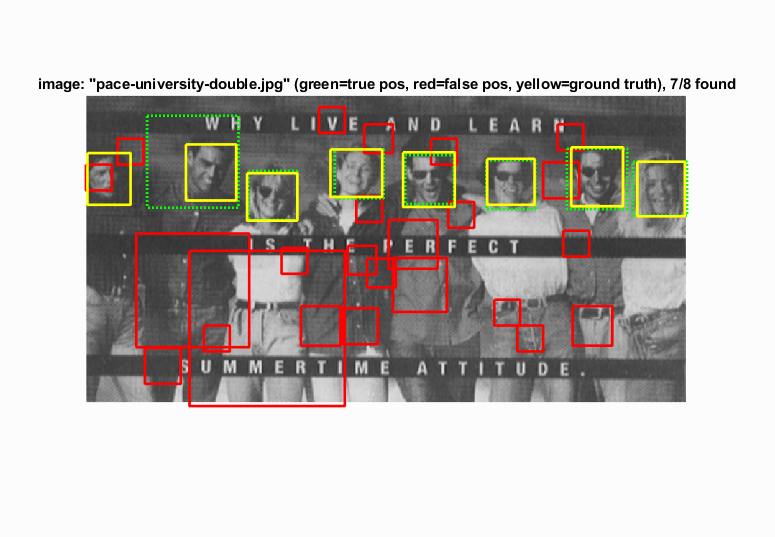 image: "pace-university-double.jpg" (green=true pos, red=false pos, yellow=ground truth), 7/8 found
WHY LIVE AND LEARN
IS THE PERFECT
SUMMERTIME ATTITUDE.